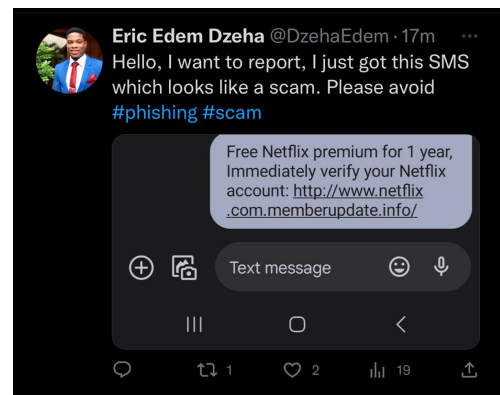 Eric Edem Dzeha @DzehaEdem · 17m ...
Hello, I want to report, I just got this SMS
which looks like a scam. Please avoid
#phishing #scam
Free Netflix premium for 1 year,
Immediately verify your Netflix
account: http://www.netflix
.com.memberupdate.info/
Text message
1 2 19